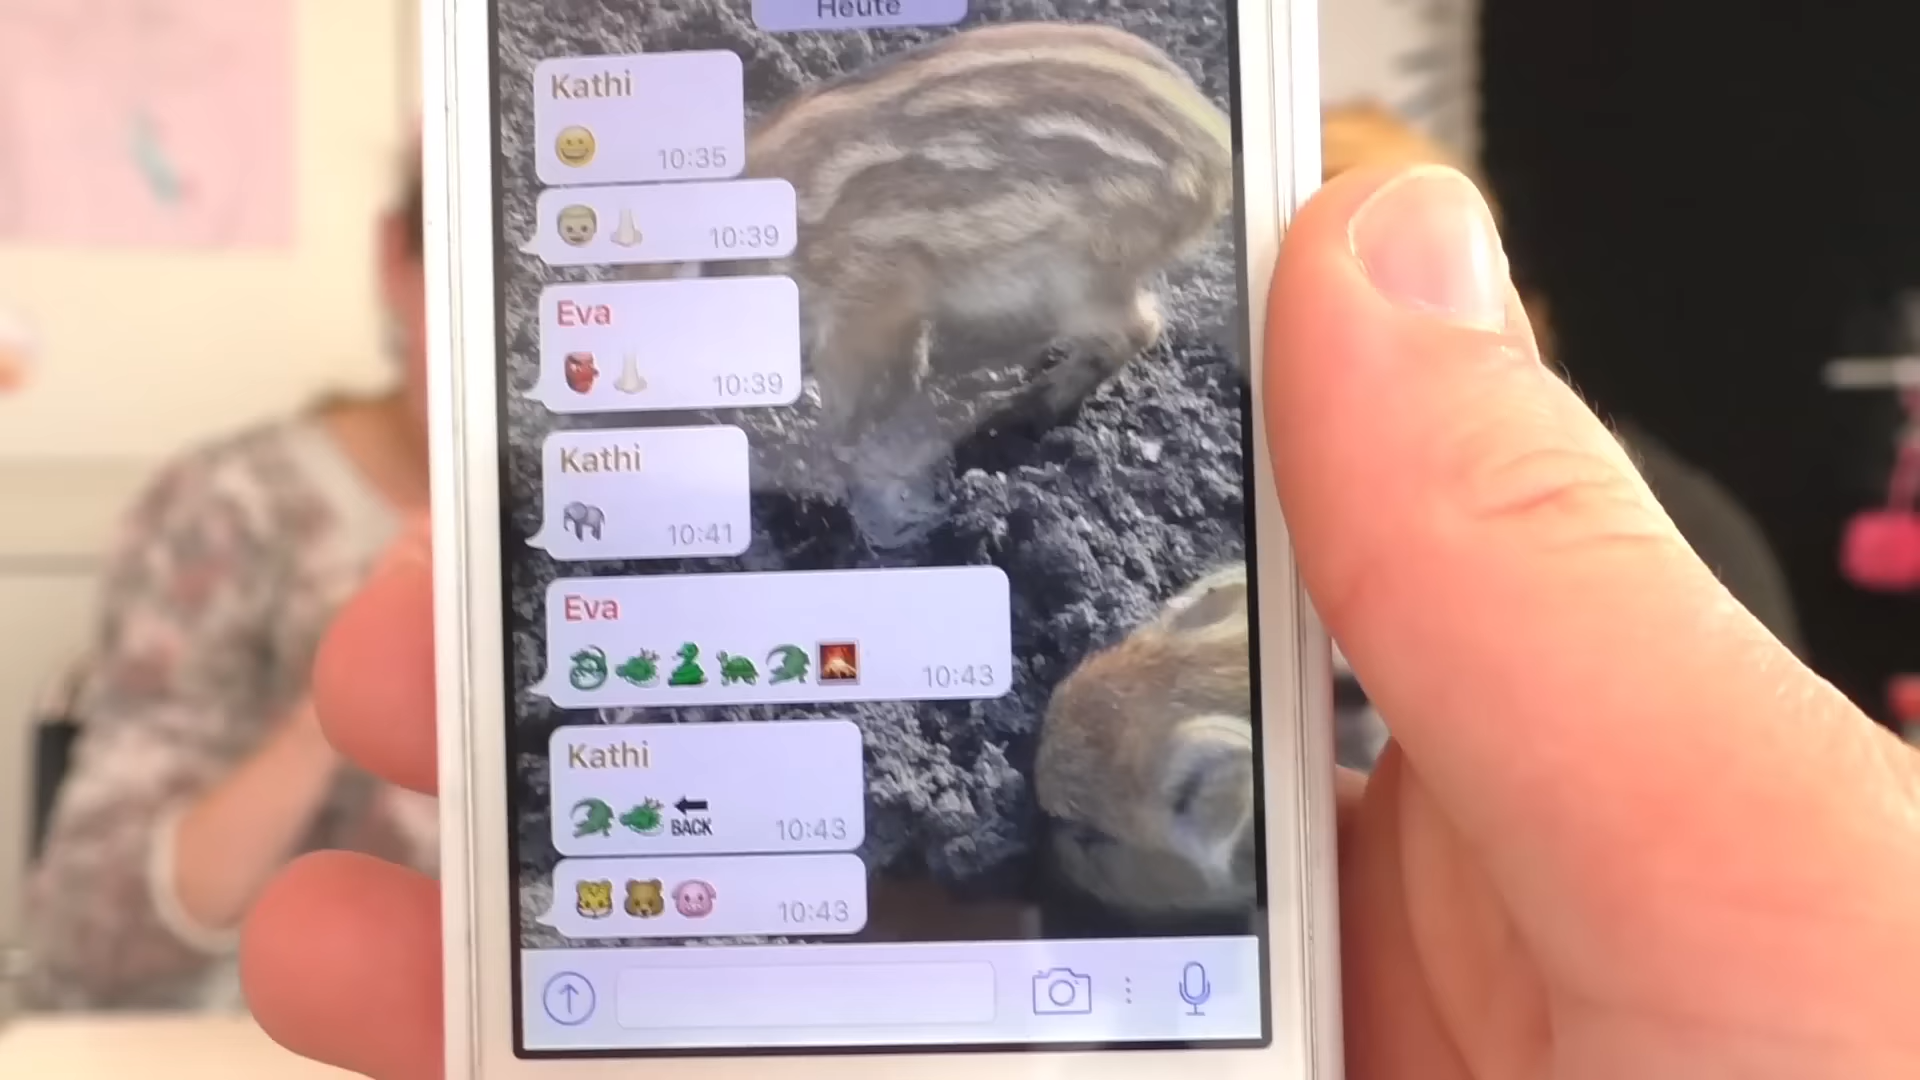 Heute
Kathi
😀 10:35
👨👃 10:39
Eva
👺👃 10:39
Kathi
🐘 10:41
Eva
🐲🐉🐍🐢🐊🌋 10:43
Kathi
🐊🐉🔙 10:43
🐯🐻🐷 10:43